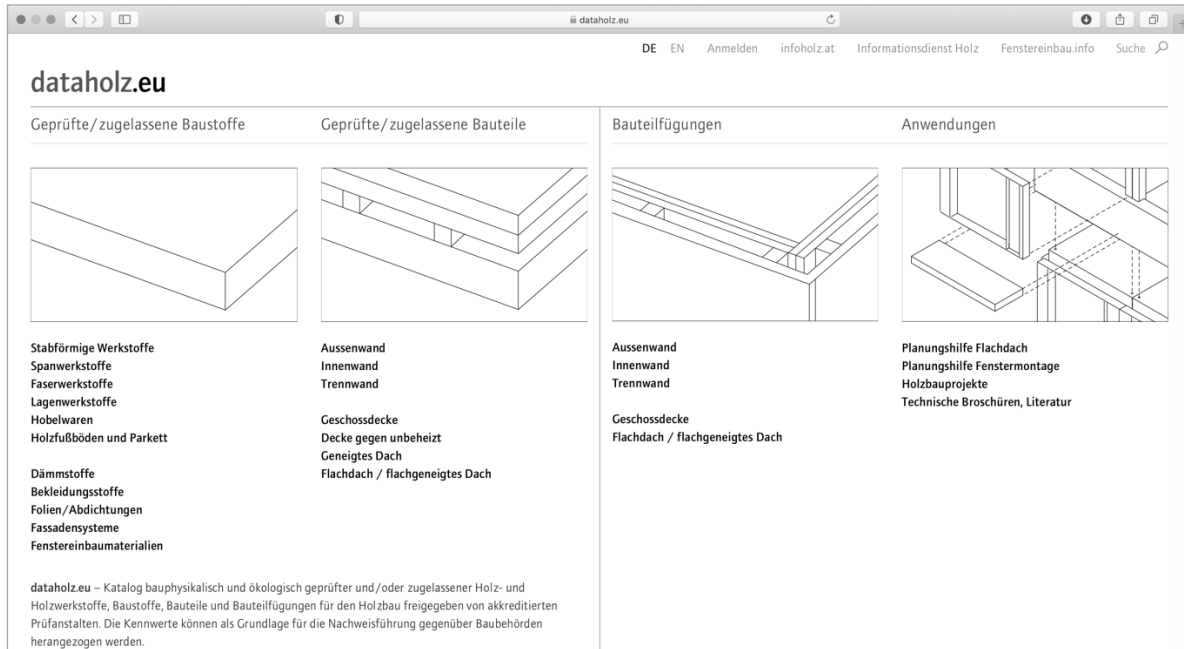 dataholz.eu
DE EN Anmelden infoholz.at Informationsdienst Holz Fenstereinbau.info Suche
dataholz.eu
Geprüfte/zugelassene Baustoffe
Stabförmige Werkstoffe
Spanwerkstoffe
Faserwerkstoffe
Lagenwerkstoffe
Hobelwaren
Holzfußböden und Parkett
Dämmstoffe
Bekleidungsstoffe
Folien/Abdichtungen
Fassadensysteme
Fenstereinbaumaterialien
Geprüfte/zugelassene Bauteile
Aussenwand
Innenwand
Trennwand
Geschossdecke
Decke gegen unbeheizt
Geneigtes Dach
Flachdach / flachgeneigtes Dach
Bauteilfügungen
Aussenwand
Innenwand
Trennwand
Geschossdecke
Flachdach / flachgeneigtes Dach
Anwendungen
Planungshilfe Flachdach
Planungshilfe Fenstermontage
Holzbauprojekte
Technische Broschüren, Literatur
dataholz.eu – Katalog bauphysikalisch und ökologisch geprüfter und/oder zugelassener Holz- und
Holzwerkstoffe, Baustoffe, Bauteile und Bauteilfügungen für den Holzbau freigegeben von akkreditierten
Prüfanstalten. Die Kennwerte können als Grundlage für die Nachweisführung gegenüber Baubehörden
herangezogen werden.